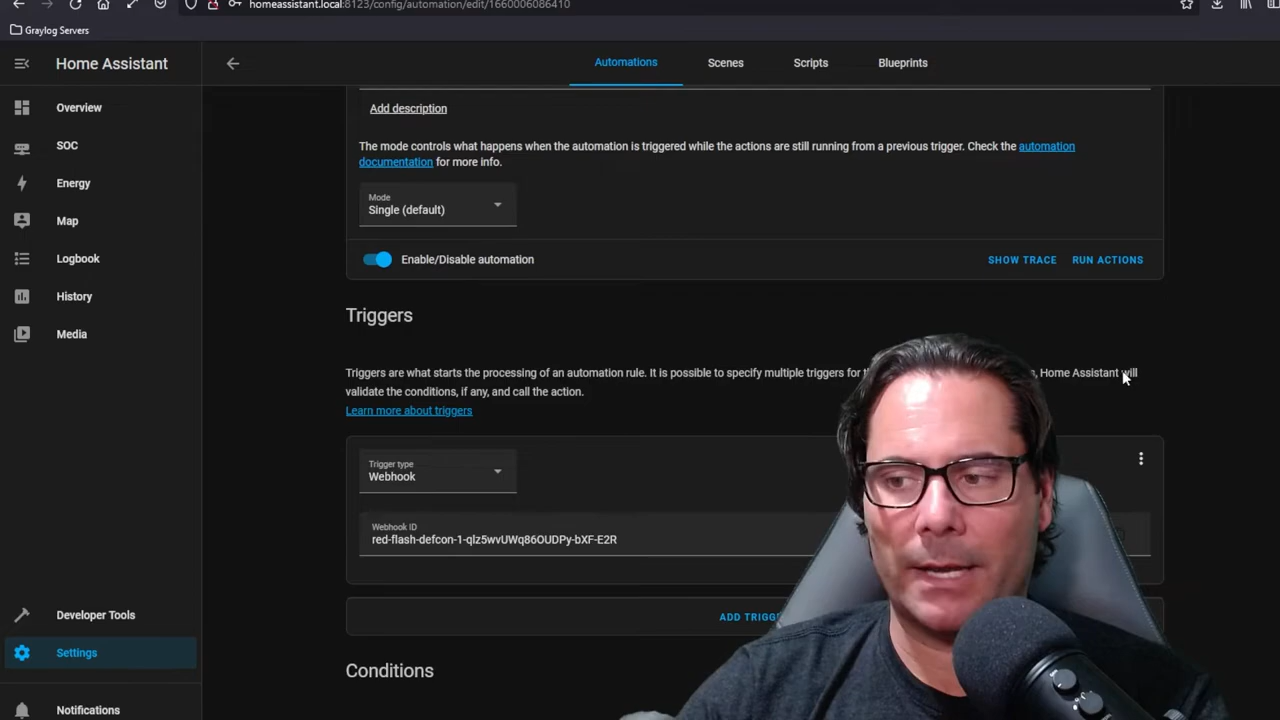 homeassistant.local:8123/config/automation/edit/1660006086410
Graylog Servers
Home Assistant
Automations
Scenes
Scripts
Blueprints
Overview
SOC
Energy
Map
Logbook
History
Media
Developer Tools
Settings
Notifications
Add description
The mode controls what happens when the automation is triggered while the actions are still running from a previous trigger. Check the automation
documentation for more info.
Mode
Single (default)
Enable/Disable automation
SHOW TRACE
RUN ACTIONS
Triggers
Triggers are what starts the processing of an automation rule. It is possible to specify multiple triggers for Home Assistant will
validate the conditions, if any, and call the action.
Learn more about triggers
Trigger type
Webhook
Webhook ID
red-flash-defcon-1-qlz5wvUWq86OUDPy-bXF-E2R
ADD
Conditions